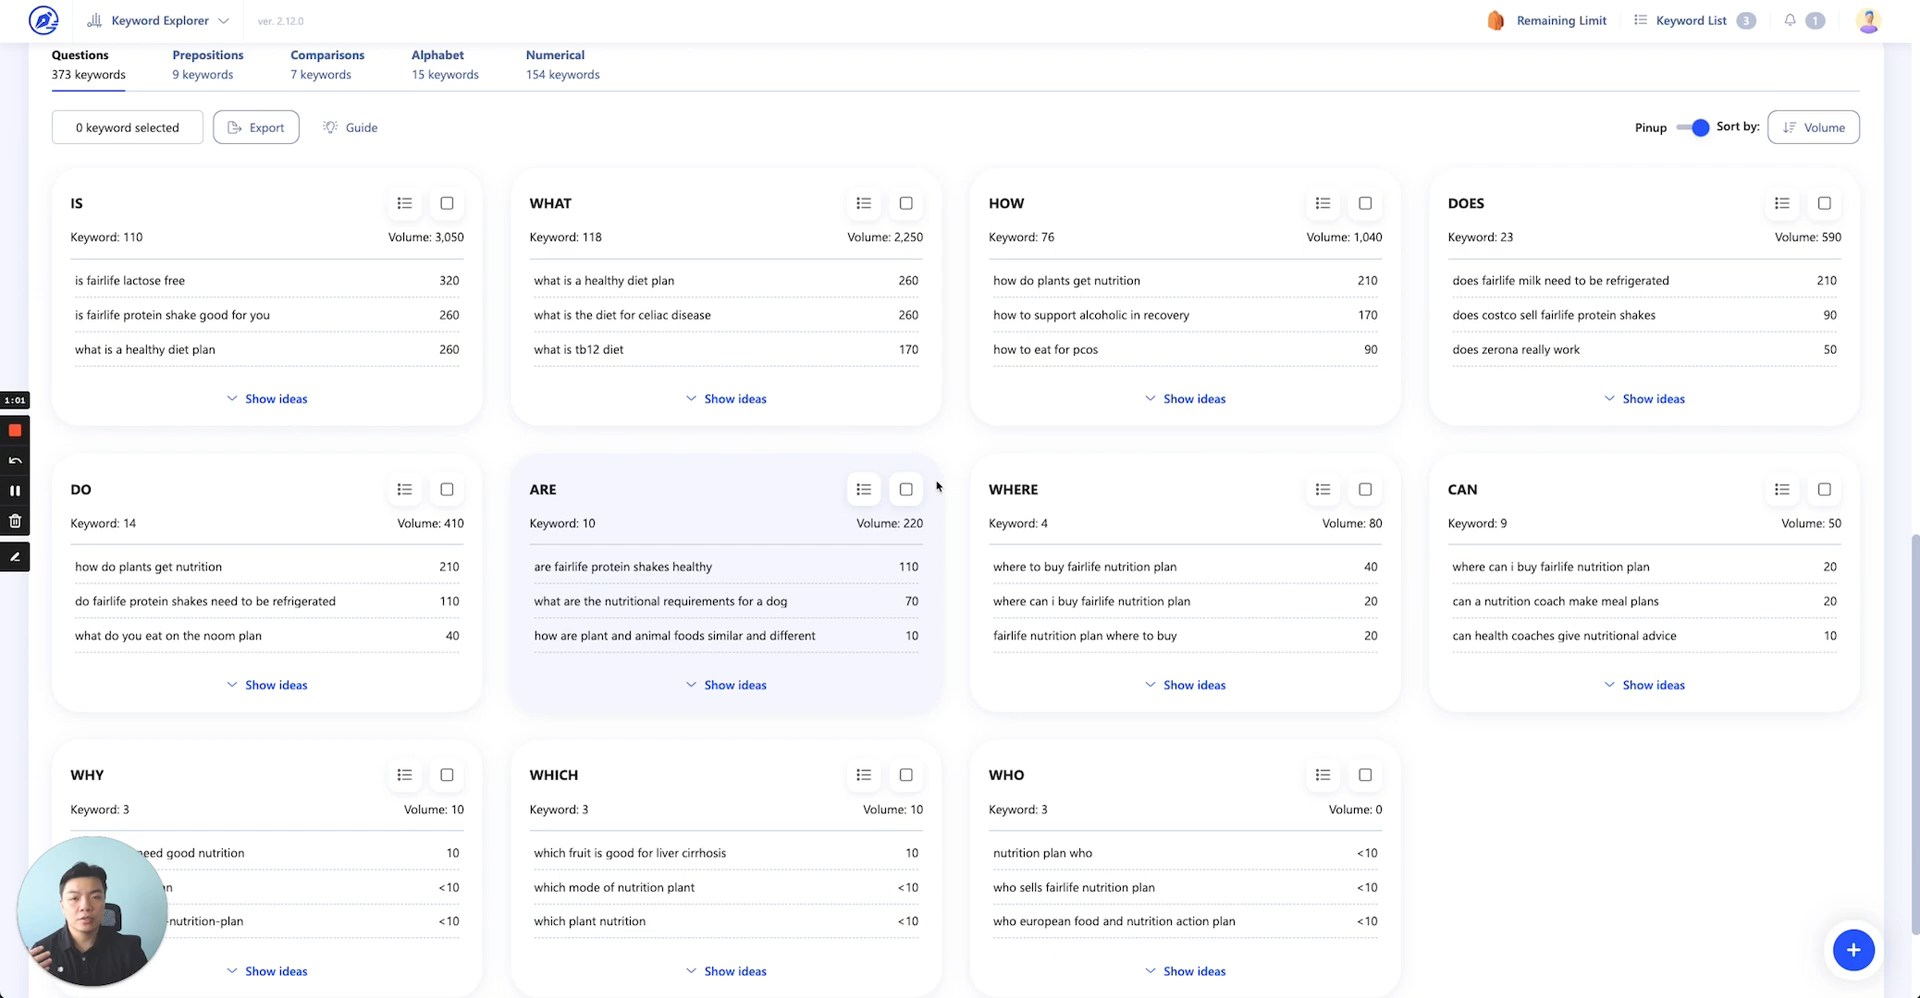 Keyword Explorer
ver. 2.12.0
Remaining Limit
Keyword List 3
1
Questions
373 keywords
Prepositions
9 keywords
Comparisons
7 keywords
Alphabet
15 keywords
Numerical
154 keywords
0 keyword selected
Export
Guide
Pinup
Sort by:
Volume
IS
Keyword: 110 Volume: 3,050
is fairlife lactose free 320
is fairlife protein shake good for you 260
what is a healthy diet plan 260
Show ideas
WHAT
Keyword: 118 Volume: 2,250
what is a healthy diet plan 260
what is the diet for celiac disease 260
what is tb12 diet 170
Show ideas
HOW
Keyword: 76 Volume: 1,040
how do plants get nutrition 210
how to support alcoholic in recovery 170
how to eat for pcos 90
Show ideas
DOES
Keyword: 23 Volume: 590
does fairlife milk need to be refrigerated 210
does costco sell fairlife protein shakes 90
does zerona really work 50
Show ideas
1:01
DO
Keyword: 14 Volume: 410
how do plants get nutrition 210
do fairlife protein shakes need to be refrigerated 110
what do you eat on the noom plan 40
Show ideas
ARE
Keyword: 10 Volume: 220
are fairlife protein shakes healthy 110
what are the nutritional requirements for a dog 70
how are plant and animal foods similar and different 10
Show ideas
WHERE
Keyword: 4 Volume: 80
where to buy fairlife nutrition plan 40
where can i buy fairlife nutrition plan 20
fairlife nutrition plan where to buy 20
Show ideas
CAN
Keyword: 9 Volume: 50
where can i buy fairlife nutrition plan 20
can a nutrition coach make meal plans 20
can health coaches give nutritional advice 10
Show ideas
WHY
Keyword: 3 Volume: 10
need good nutrition 10
<10
-nutrition-plan <10
Show ideas
WHICH
Keyword: 3 Volume: 10
which fruit is good for liver cirrhosis 10
which mode of nutrition plant <10
which plant nutrition <10
Show ideas
WHO
Keyword: 3 Volume: 0
nutrition plan who <10
who sells fairlife nutrition plan <10
who european food and nutrition action plan <10
Show ideas